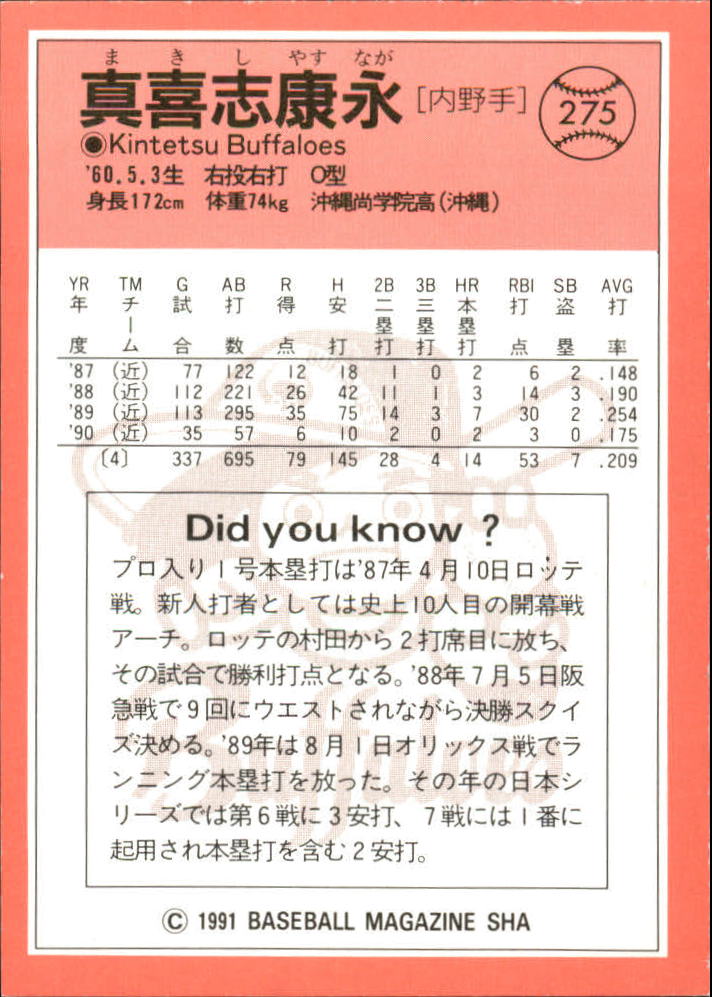 ま き し やす なが
真喜志康永 [内野手] 275
●Kintetsu Buffaloes
'60.5.3生 右投右打 O型
身長172cm 体重74kg 沖縄尚学院高(沖縄)
YR TM G AB R H 2B 3B HR RBI SB AVG
年度 チーム 試合 打数 得点 安打 二塁打 三塁打 本塁打 打点 盗塁 打率
'87 (近) 77 122 12 18 1 0 2 6 2 .148
'88 (近) 112 221 26 42 11 1 3 14 3 .190
'89 (近) 113 295 35 75 14 3 7 30 2 .254
'90 (近) 35 57 6 10 2 0 2 3 0 .175
〔4〕 337 695 79 145 28 4 14 53 7 .209
Did you know ?
プロ入り1号本塁打は'87年4月10日ロッテ
戦。新人打者としては史上10人目の開幕戦
アーチ。ロッテの村田から2打席目に放ち、
その試合で勝利打点となる。'88年7月5日阪
急戦で9回にウエストされながら決勝スクイ
ズ決める。'89年は8月1日オリックス戦でラ
ンニング本塁打を放った。その年の日本シ
リーズでは第6戦に3安打、7戦には1番に
起用され本塁打を含む2安打。
Buffaloes
© 1991 BASEBALL MAGAZINE SHA